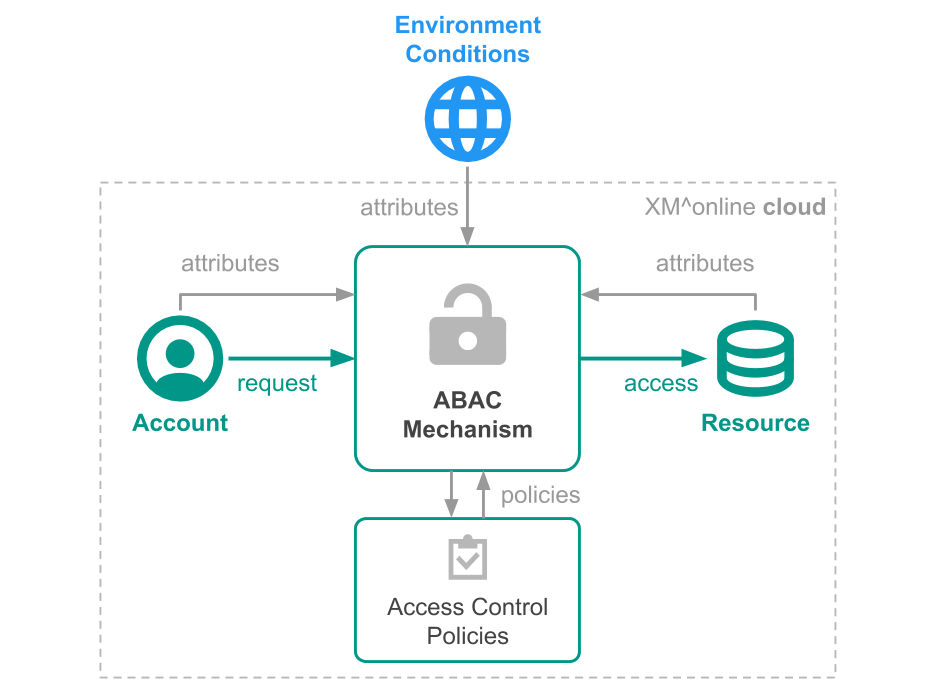 Environment
Conditions
attributes
XM^online cloud
attributes
attributes
request
access
Account
ABAC
Mechanism
Resource
policies
Access Control
Policies